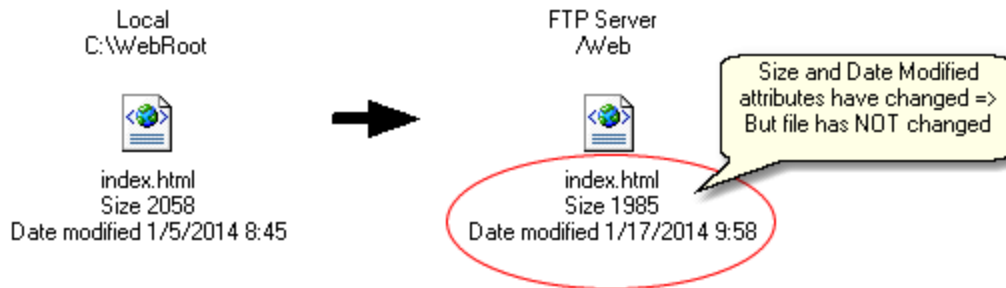 Local
C:\WebRoot
index.html
Size 2058
Date modified 1/5/2014 8:45
FTP Server
/Web
index.html
Size 1985
Date modified 1/17/2014 9:58
Size and Date Modified
attributes have changed =>
But file has NOT changed